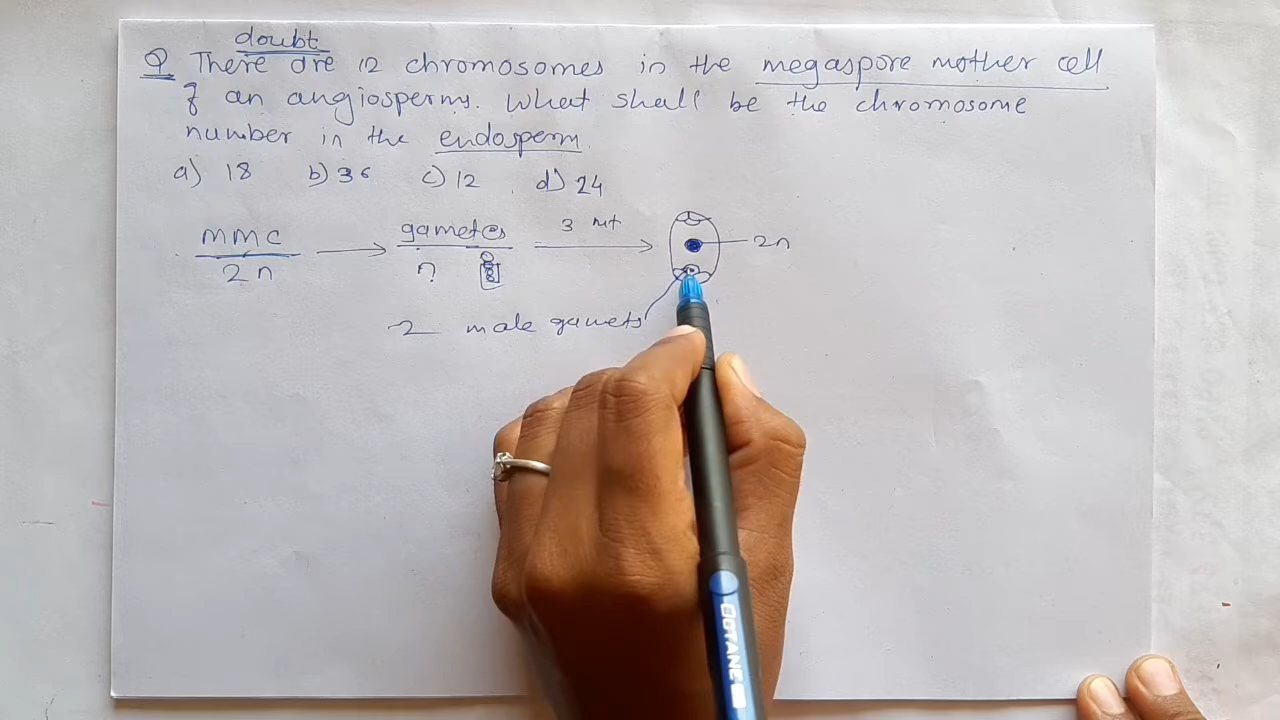 doubt
Q There are 12 chromosomes in the megaspore mother cell
of an angiosperms. What shall be the chromosome
number in the endosperm.
a) 18 b) 36 c) 12 d) 24
MMC gametes 3 mt
2n n 2n
2 male gamets
OCTANE